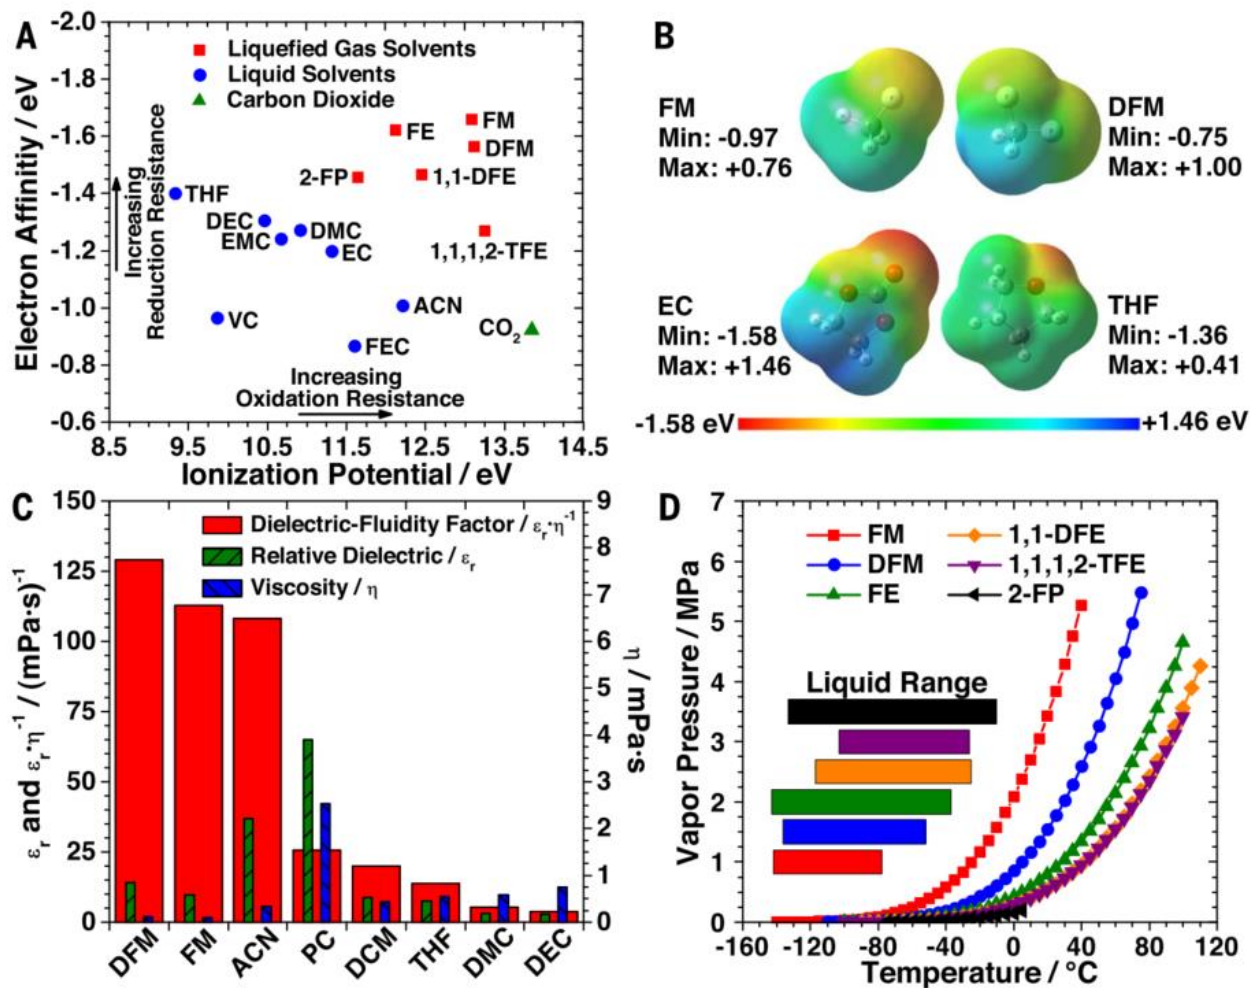 A
Electron Affinitiy / eV
-2.0
-1.8
-1.6
-1.4
-1.2
-1.0
-0.8
-0.6
Liquefied Gas Solvents
Liquid Solvents
Carbon Dioxide
FM
FE
DFM
2-FP
1,1-DFE
THF
DEC
DMC
EMC
EC
1,1,1,2-TFE
VC
ACN
CO2
FEC
Increasing
Reduction Resistance
Increasing
Oxidation Resistance
8.5 9.5 10.5 11.5 12.5 13.5 14.5
Ionization Potential / eV
B
FM
Min: -0.97
Max: +0.76
DFM
Min: -0.75
Max: +1.00
EC
Min: -1.58
Max: +1.46
THF
Min: -1.36
Max: +0.41
-1.58 eV
+1.46 eV
C
εr and εr·η-1 / (mPa·s)-1
150
125
100
75
50
25
0
Dielectric-Fluidity Factor / εr·η-1
Relative Dielectric / εr
Viscosity / η
9
8
7
6
5
4
3
2
1
0
η / mPa·s
DFM FM ACN PC DCM THF DMC DEC
D
Vapor Pressure / MPa
7
6
5
4
3
2
1
0
FM
DFM
FE
1,1-DFE
1,1,1,2-TFE
2-FP
Liquid Range
-160 -120 -80 -40 0 40 80 120
Temperature / °C